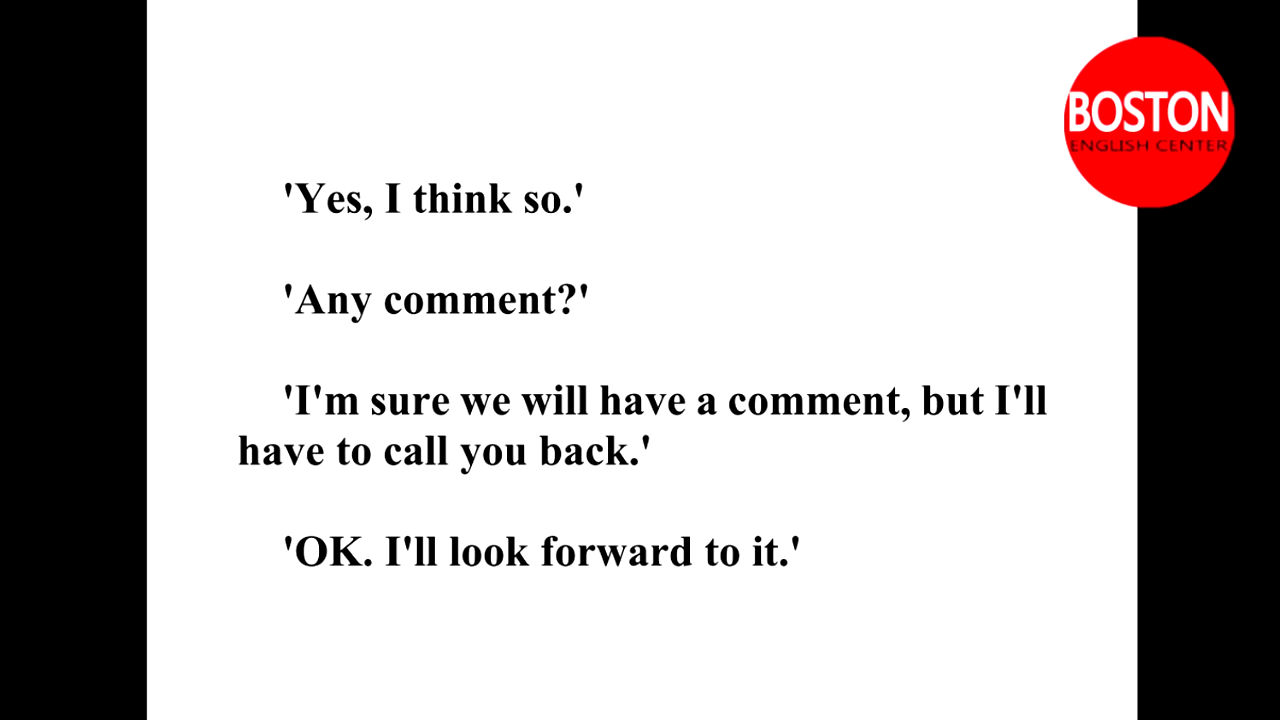 BOSTON
ENGLISH CENTER
'Yes, I think so.'
'Any comment?'
'I'm sure we will have a comment, but I'll
have to call you back.'
'OK. I'll look forward to it.'